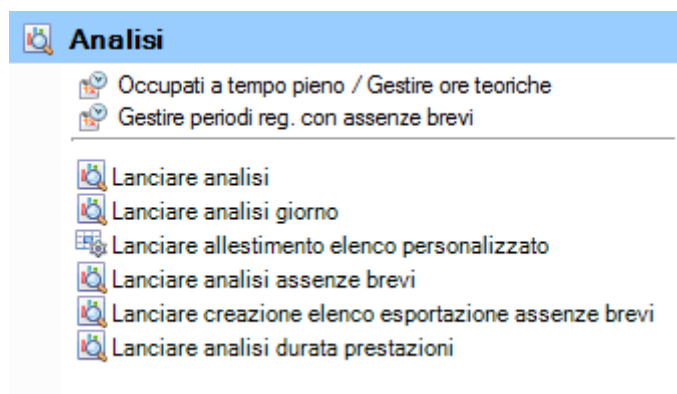 Analisi
Occupati a tempo pieno / Gestire ore teoriche
Gestire periodi reg. con assenze brevi
Lanciare analisi
Lanciare analisi giorno
Lanciare allestimento elenco personalizzato
Lanciare analisi assenze brevi
Lanciare creazione elenco esportazione assenze brevi
Lanciare analisi durata prestazioni